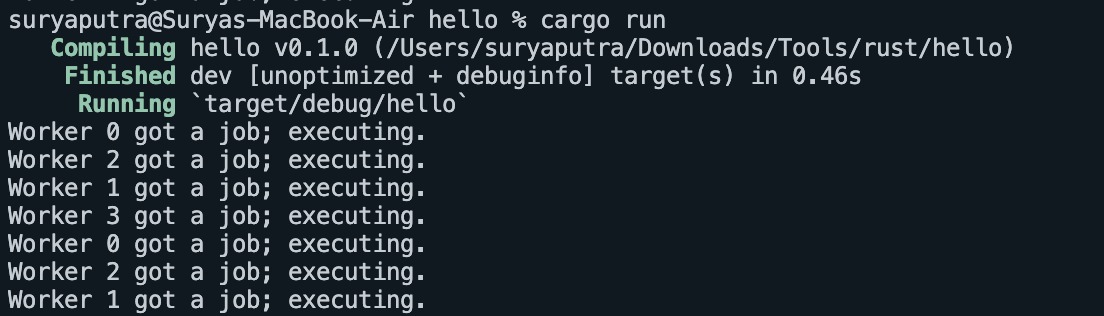 suryaputra@Suryas-MacBook-Air hello % cargo run
Compiling hello v0.1.0 (/Users/suryaputra/Downloads/Tools/rust/hello)
Finished dev [unoptimized + debuginfo] target(s) in 0.46s
Running `target/debug/hello`
Worker 0 got a job; executing.
Worker 2 got a job; executing.
Worker 1 got a job; executing.
Worker 3 got a job; executing.
Worker 0 got a job; executing.
Worker 2 got a job; executing.
Worker 1 got a job; executing.